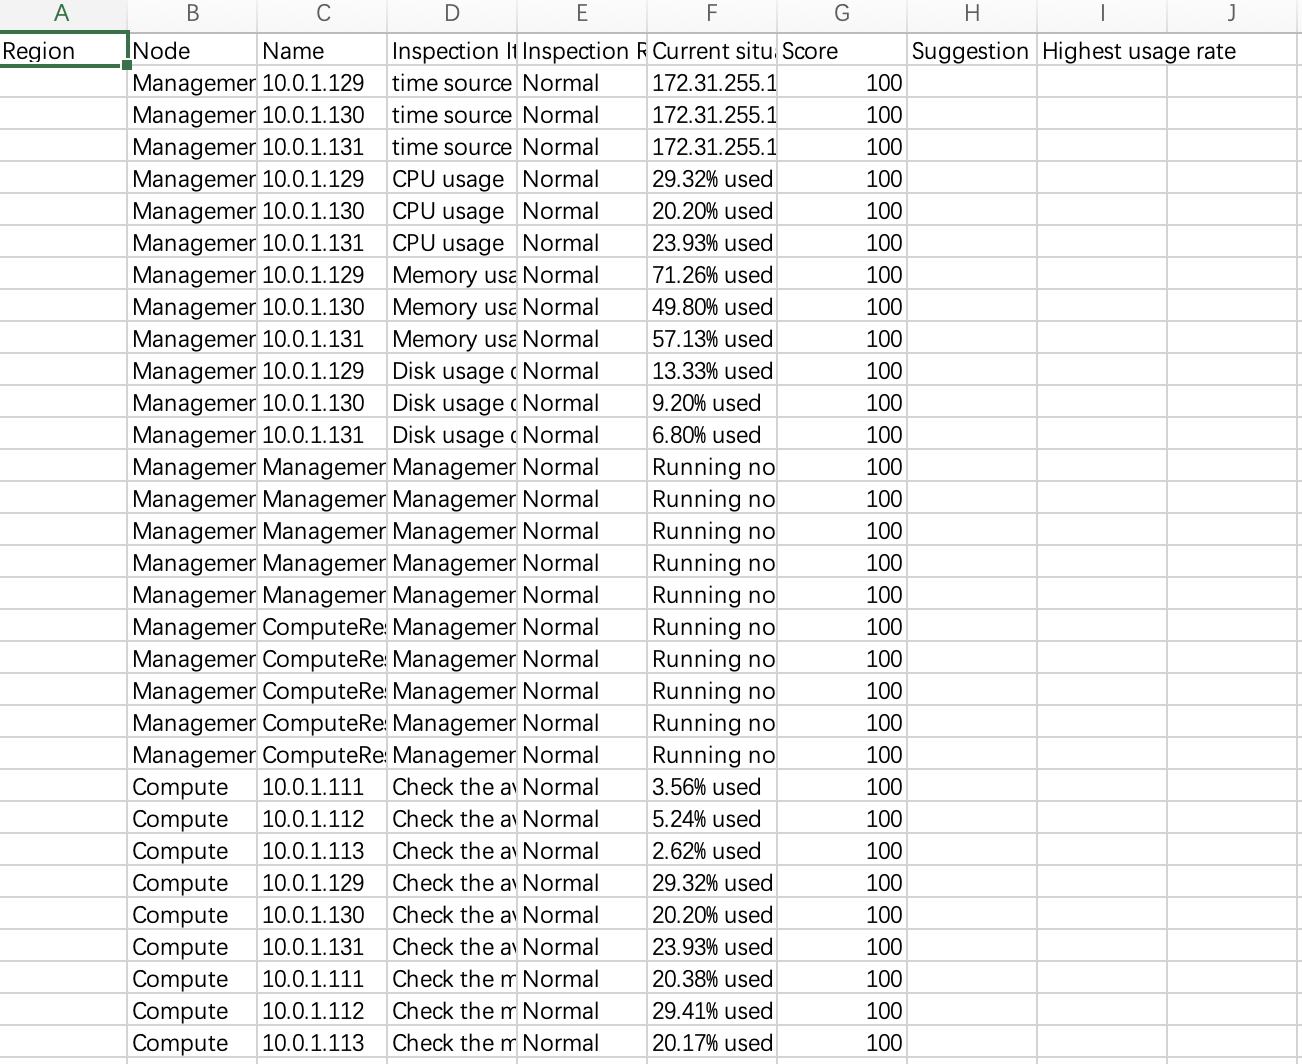 A B C D E F G H I J
Region Node Name Inspection It Inspection R Current situ Score Suggestion Highest usage rate
Managemer 10.0.1.129 time source Normal 172.31.255.1 100
Managemer 10.0.1.130 time source Normal 172.31.255.1 100
Managemer 10.0.1.131 time source Normal 172.31.255.1 100
Managemer 10.0.1.129 CPU usage Normal 29.32% used 100
Managemer 10.0.1.130 CPU usage Normal 20.20% used 100
Managemer 10.0.1.131 CPU usage Normal 23.93% used 100
Managemer 10.0.1.129 Memory usa Normal 71.26% used 100
Managemer 10.0.1.130 Memory usa Normal 49.80% used 100
Managemer 10.0.1.131 Memory usa Normal 57.13% used 100
Managemer 10.0.1.129 Disk usage Normal 13.33% used 100
Managemer 10.0.1.130 Disk usage Normal 9.20% used 100
Managemer 10.0.1.131 Disk usage Normal 6.80% used 100
Managemer Managemer Managemer Normal Running no 100
Managemer Managemer Managemer Normal Running no 100
Managemer Managemer Managemer Normal Running no 100
Managemer Managemer Managemer Normal Running no 100
Managemer Managemer Managemer Normal Running no 100
Managemer ComputeRes Managemer Normal Running no 100
Managemer ComputeRes Managemer Normal Running no 100
Managemer ComputeRes Managemer Normal Running no 100
Managemer ComputeRes Managemer Normal Running no 100
Managemer ComputeRes Managemer Normal Running no 100
Compute 10.0.1.111 Check the av Normal 3.56% used 100
Compute 10.0.1.112 Check the av Normal 5.24% used 100
Compute 10.0.1.113 Check the av Normal 2.62% used 100
Compute 10.0.1.129 Check the av Normal 29.32% used 100
Compute 10.0.1.130 Check the av Normal 20.20% used 100
Compute 10.0.1.131 Check the av Normal 23.93% used 100
Compute 10.0.1.111 Check the m Normal 20.38% used 100
Compute 10.0.1.112 Check the m Normal 29.41% used 100
Compute 10.0.1.113 Check the m Normal 20.17% used 100